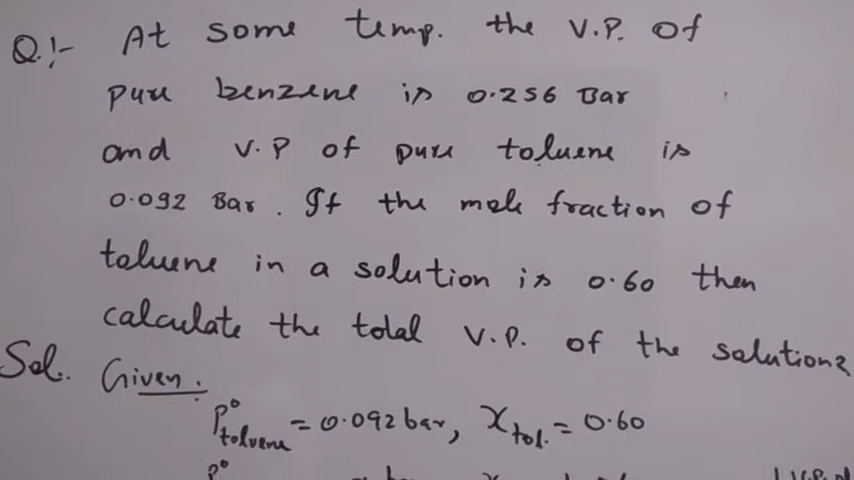 Q:- At some temp. the V.P. of
pure benzene is 0.256 Bar
and V.P of pure toluene is
0.092 Bar. If the mole fraction of
toluene in a solution is 0.60 then
calculate the total V.P. of the solution?
Sol. Given.
P°toluene = 0.092 bar, Xtol. = 0.60
P°